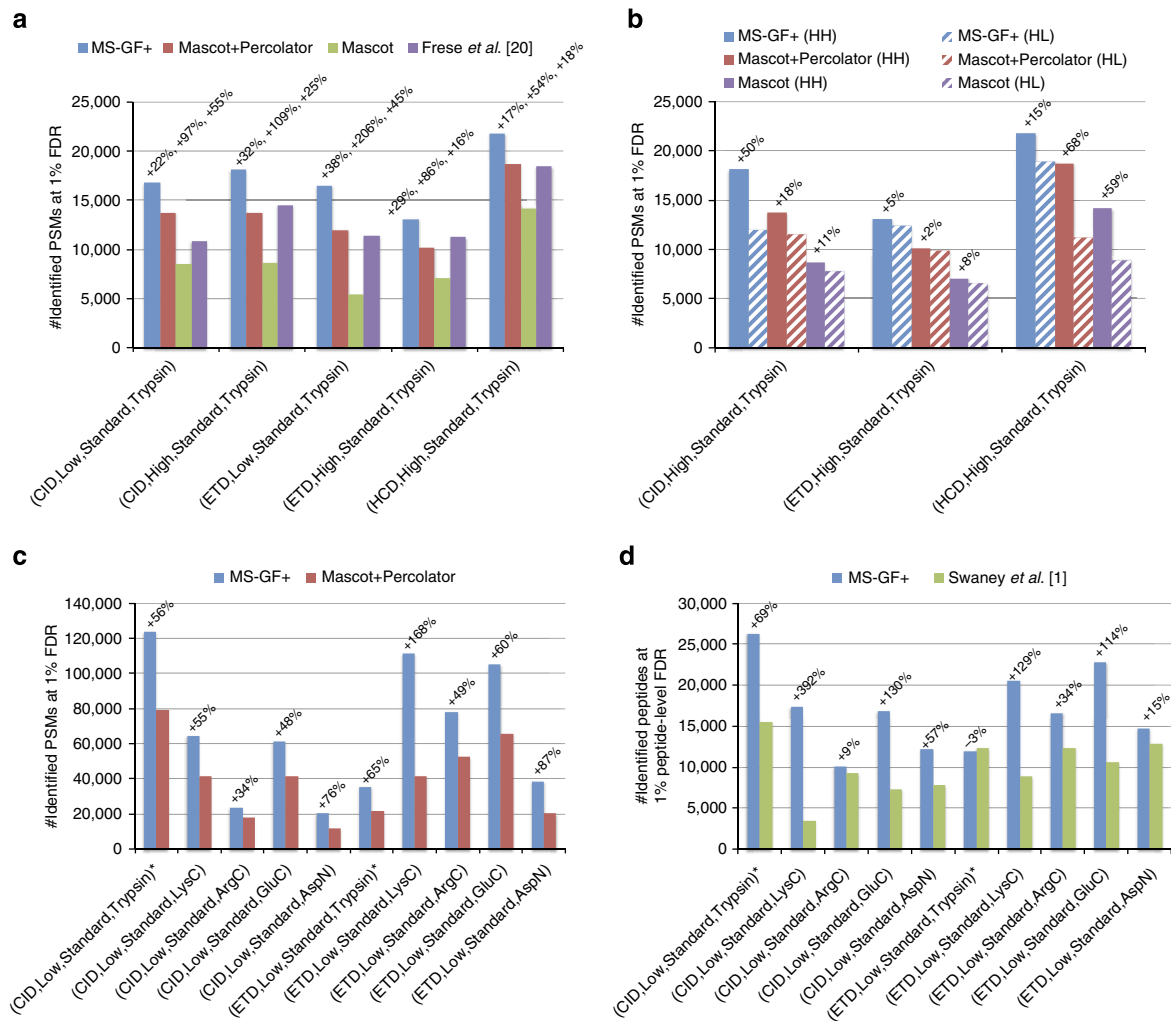 a
MS-GF+ Mascot+Percolator Mascot Frese et al. [20]
#Identified PSMs at 1% FDR
25,000
20,000
15,000
10,000
5,000
0
+22%, +97%, +55%
+32%, +109%, +25%
+38%, +206%, +45%
+29%, +86%, +16%
+17%, +54%, +18%
(CID,Low,Standard,Trypsin)
(CID,High,Standard,Trypsin)
(ETD,Low,Standard,Trypsin)
(ETD,High,Standard,Trypsin)
(HCD,High,Standard,Trypsin)
b
MS-GF+ (HH) MS-GF+ (HL)
Mascot+Percolator (HH) Mascot+Percolator (HL)
Mascot (HH) Mascot (HL)
#Identified PSMs at 1% FDR
25,000
20,000
15,000
10,000
5,000
0
+50%
+18%
+11%
+5%
+2%
+8%
+15%
+68%
+59%
(CID,High,Standard,Trypsin)
(ETD,High,Standard,Trypsin)
(HCD,High,Standard,Trypsin)
c
MS-GF+ Mascot+Percolator
#Identified PSMs at 1% FDR
140,000
120,000
100,000
80,000
60,000
40,000
20,000
0
+56%
+55%
+34%
+48%
+76%
+65%
+168%
+49%
+60%
+87%
(CID,Low,Standard,Trypsin)*
(CID,Low,Standard,LysC)
(CID,Low,Standard,ArgC)
(CID,Low,Standard,GluC)
(CID,Low,Standard,AspN)
(ETD,Low,Standard,Trypsin)*
(ETD,Low,Standard,LysC)
(ETD,Low,Standard,ArgC)
(ETD,Low,Standard,GluC)
(ETD,Low,Standard,AspN)
d
MS-GF+ Swaney et al. [1]
#Identified peptides at
1% peptide-level FDR
30,000
25,000
20,000
15,000
10,000
5,000
0
+69%
+392%
+9%
+130%
+57%
−3%
+129%
+34%
+114%
+15%
(CID,Low,Standard,Trypsin)*
(CID,Low,Standard,LysC)
(CID,Low,Standard,ArgC)
(CID,Low,Standard,GluC)
(CID,Low,Standard,AspN)
(ETD,Low,Standard,Trypsin)*
(ETD,Low,Standard,LysC)
(ETD,Low,Standard,ArgC)
(ETD,Low,Standard,GluC)
(ETD,Low,Standard,AspN)